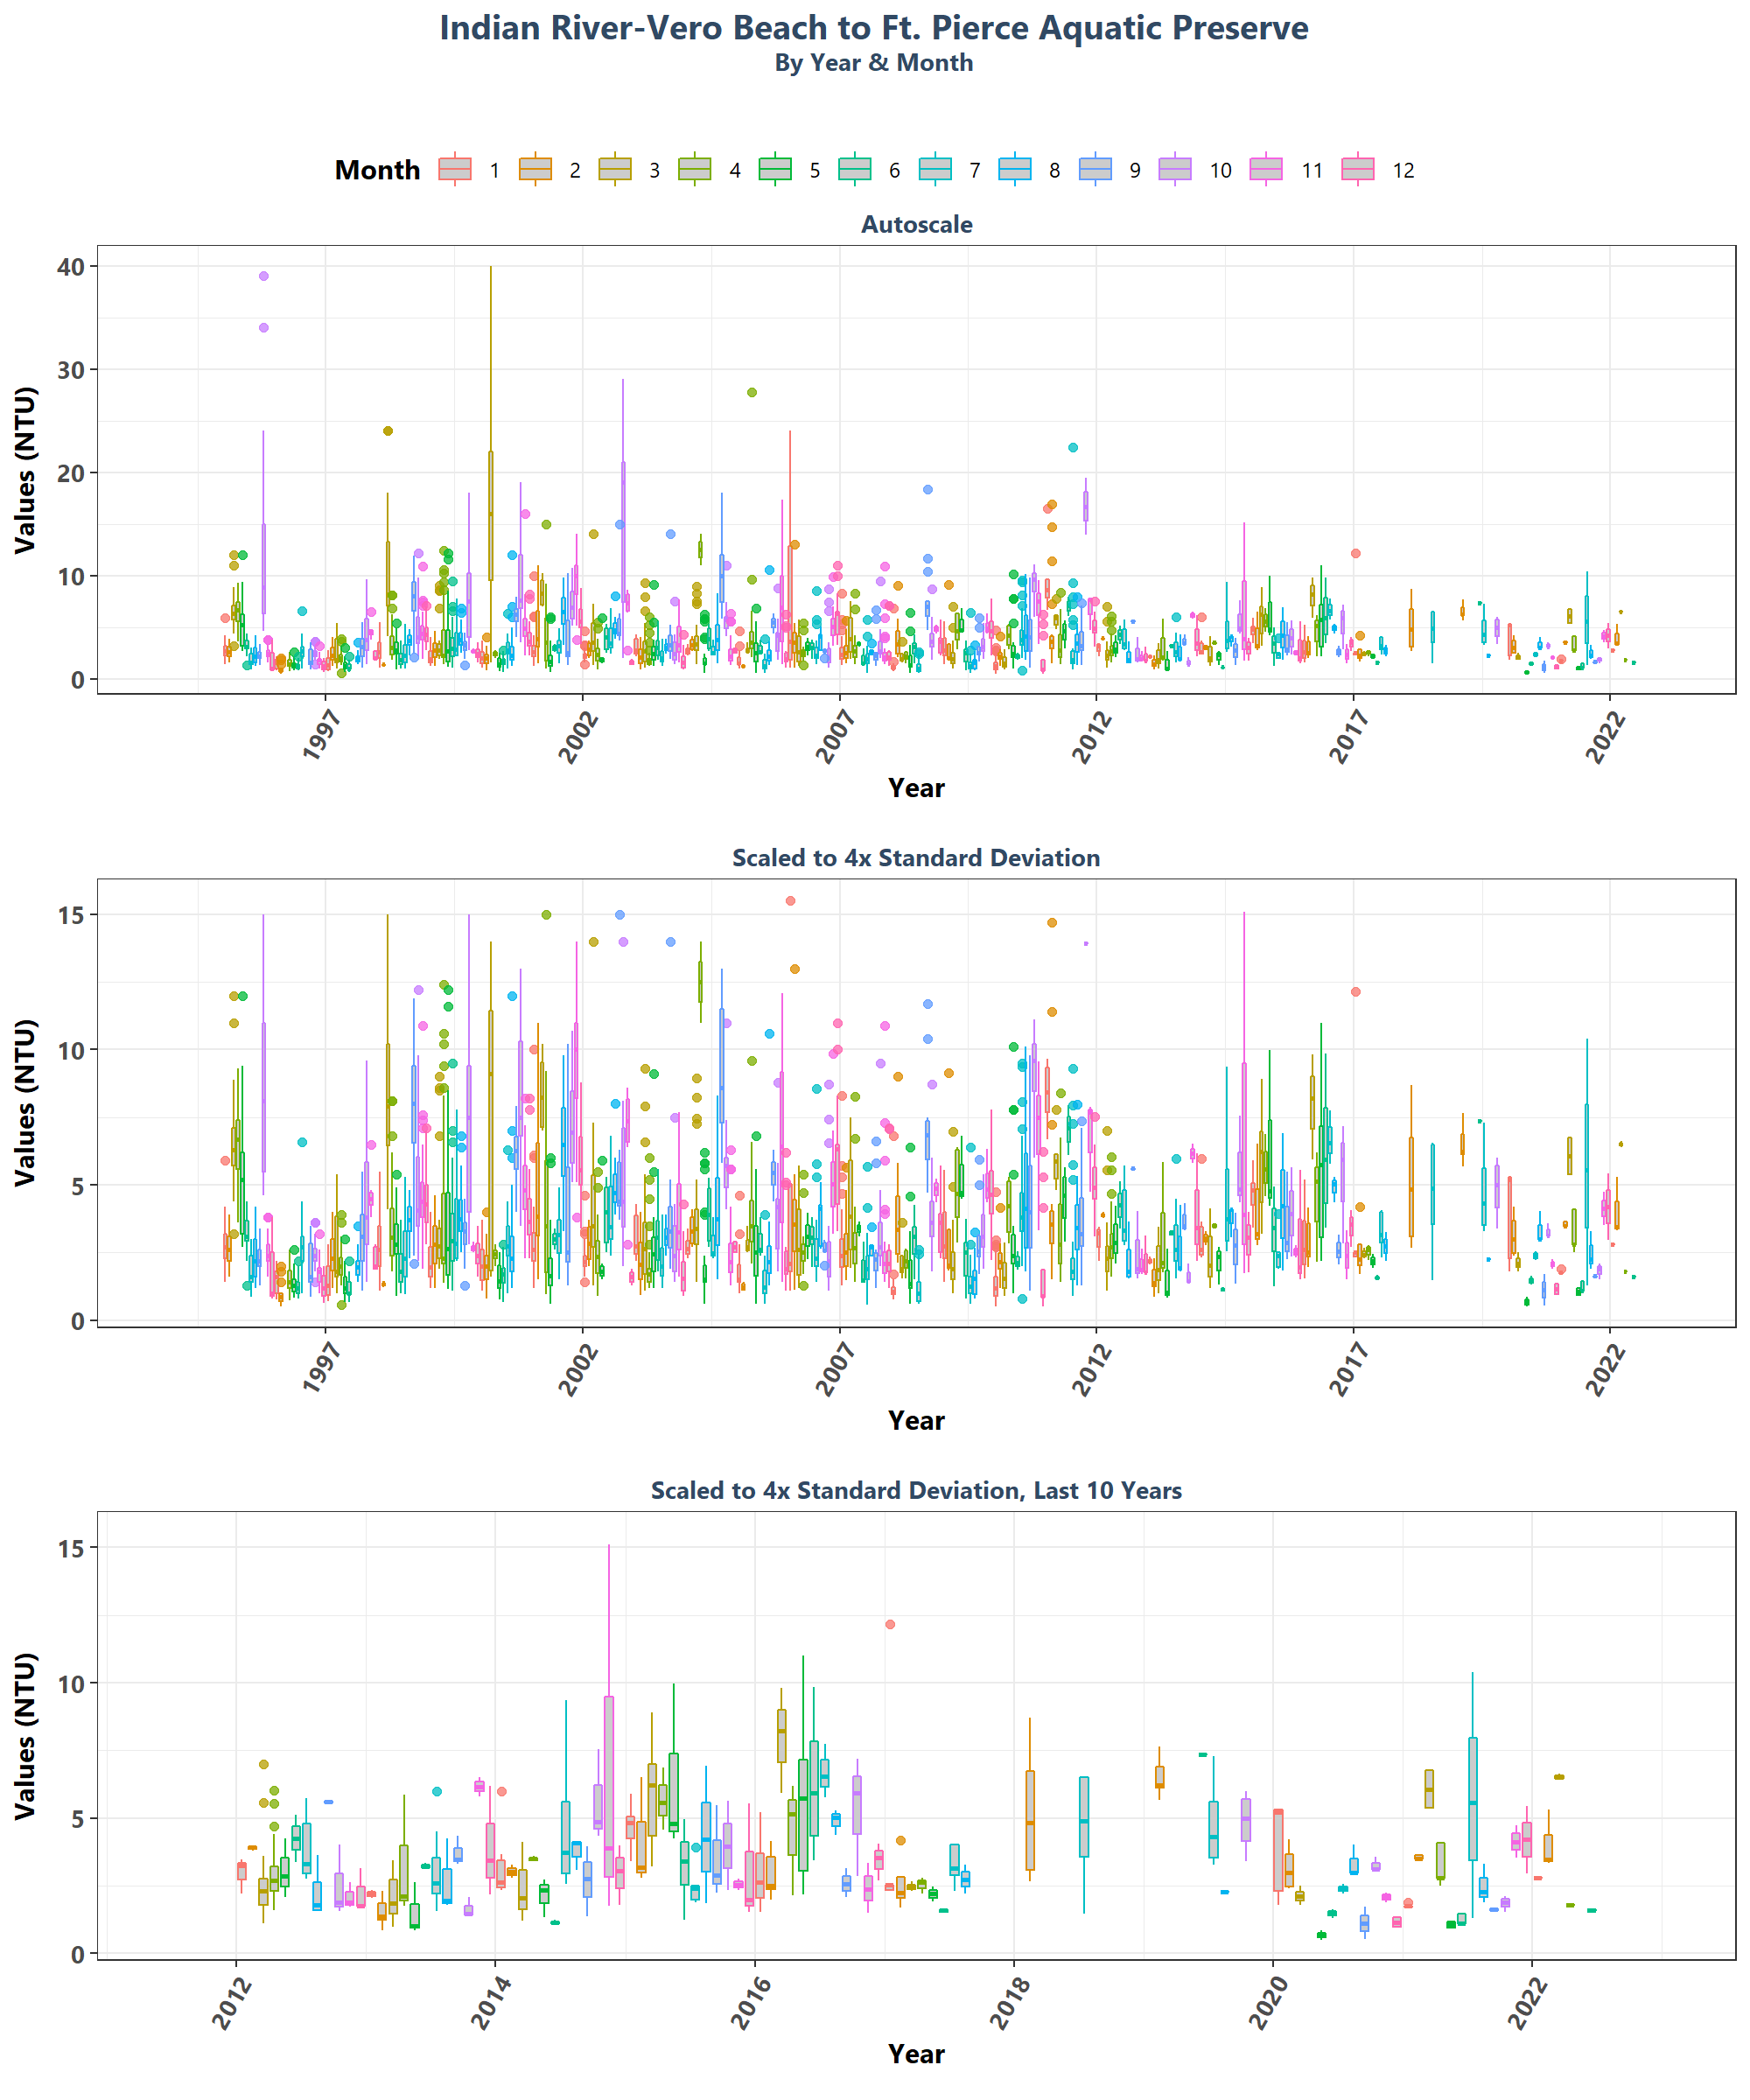 Indian River-Vero Beach to Ft. Pierce Aquatic Preserve
By Year & Month
Month 1 2 3 4 5 6 7 8 9 10 11 12
Autoscale
Values (NTU)
40
30
20
10
0
1997 2002 2007 2012 2017 2022
Year
Scaled to 4x Standard Deviation
Values (NTU)
15
10
5
0
1997 2002 2007 2012 2017 2022
Year
Scaled to 4x Standard Deviation, Last 10 Years
Values (NTU)
15
10
5
0
2012 2014 2016 2018 2020 2022
Year